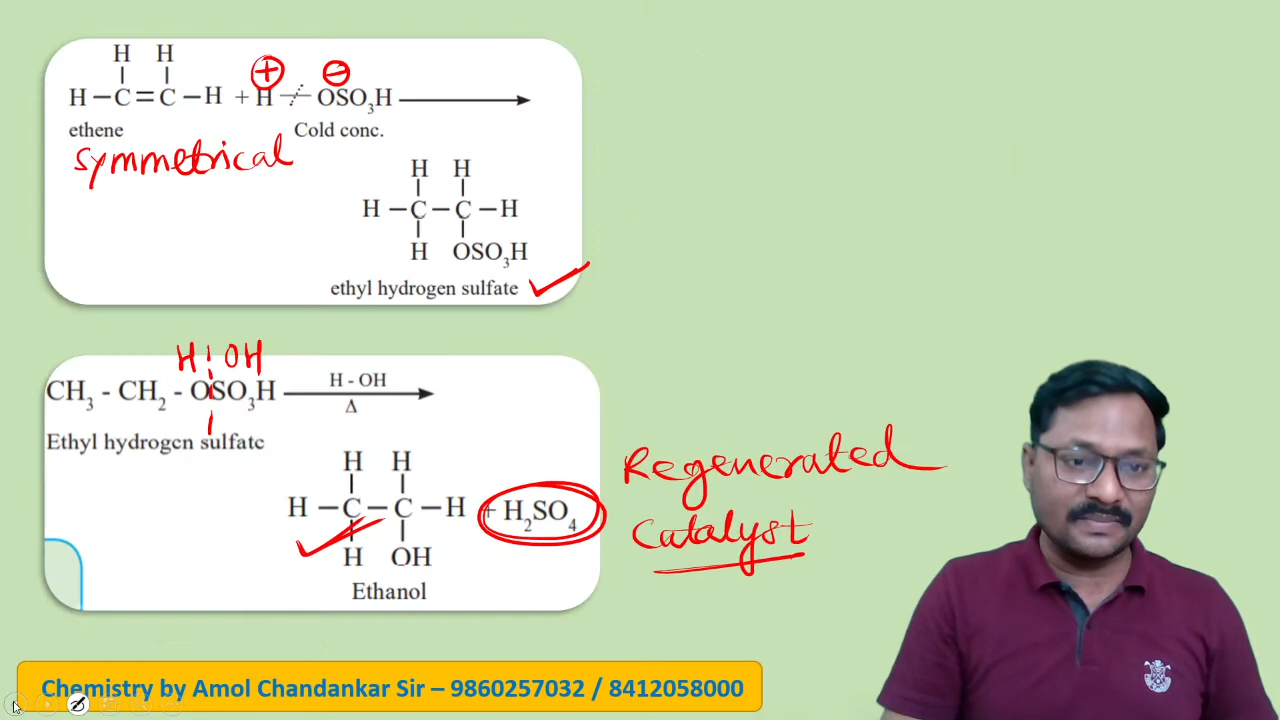 H H
H – C = C – H + H – OSO3H
+ –
ethene Cold conc.
symmetrical
H H
H – C – C – H
H OSO3H
ethyl hydrogen sulfate
H OH
CH3 - CH2 - OSO3H
H - OH
Δ
Ethyl hydrogen sulfate
H H
H – C – C – H + H2SO4
H OH
Ethanol
Regenerated
Catalyst
Chemistry by Amol Chandankar Sir – 9860257032 / 8412058000